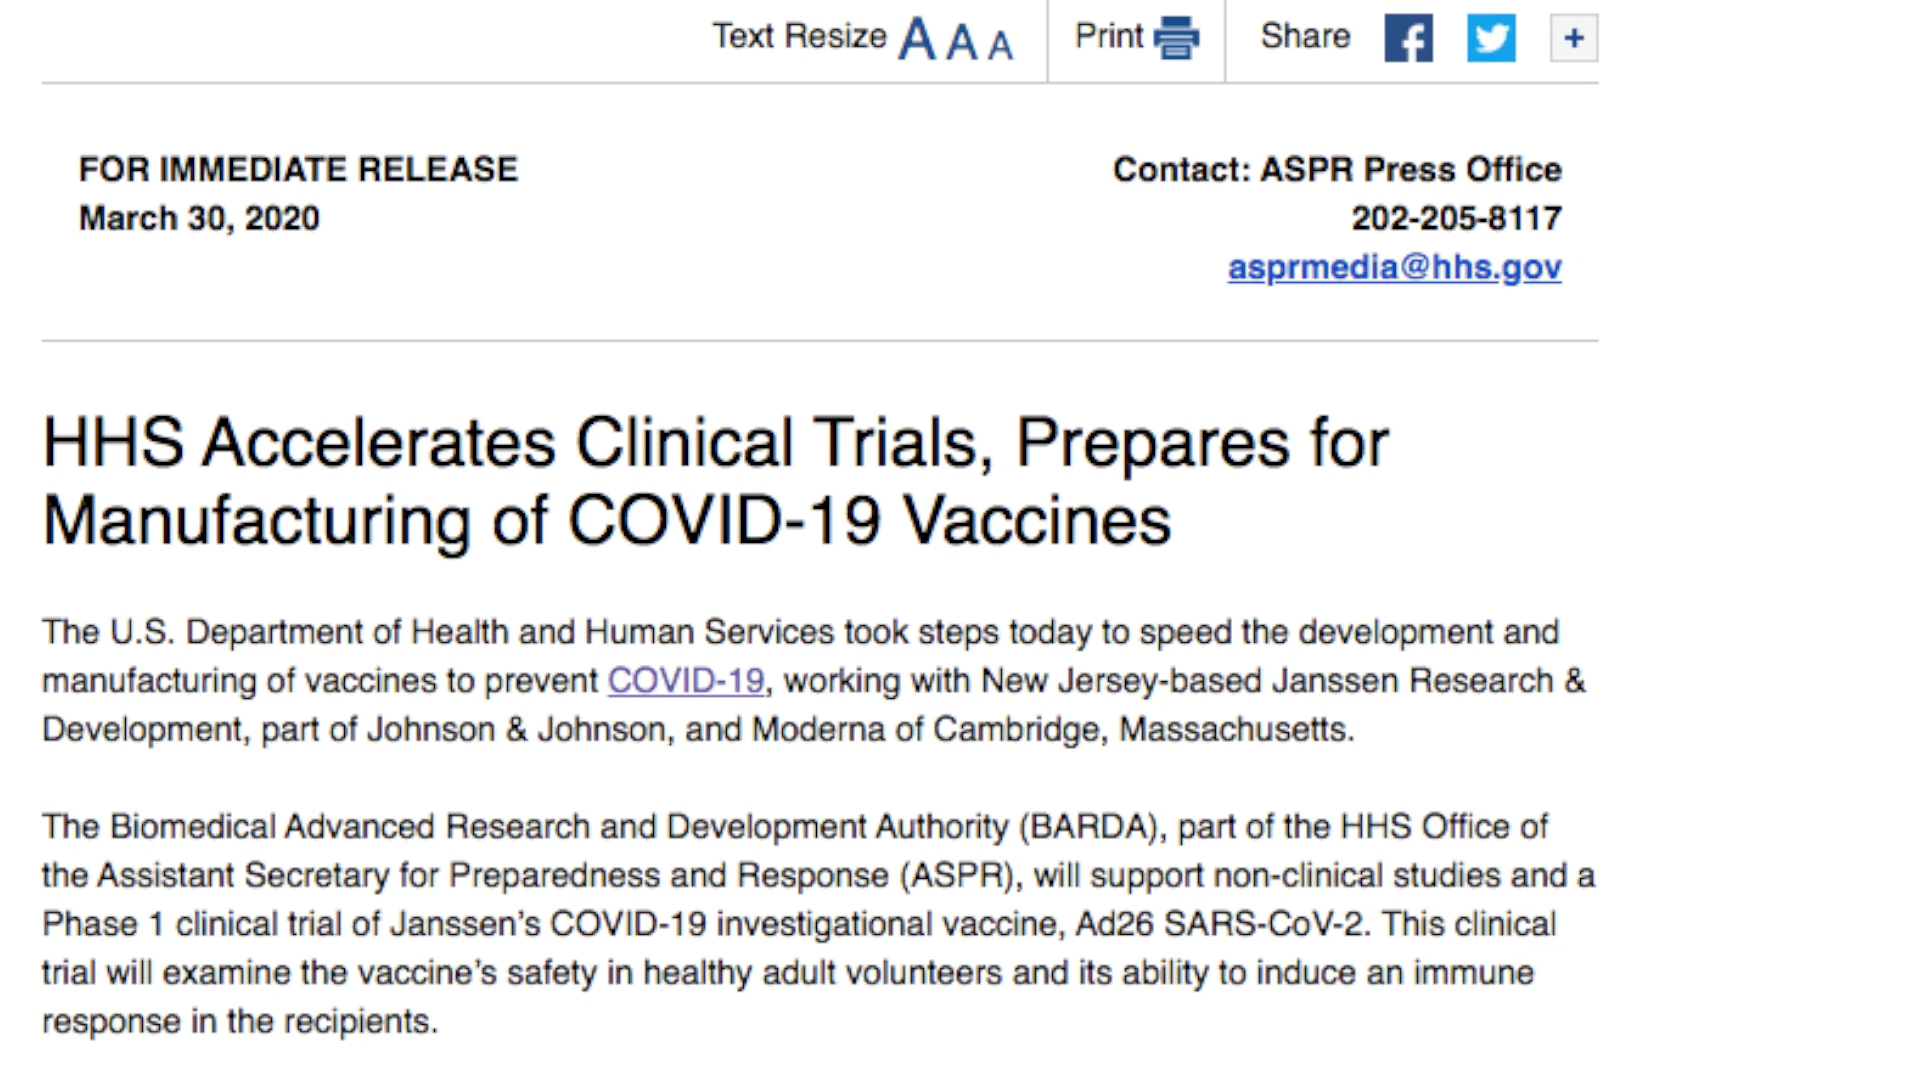 Text Resize A A A Print Share f +
FOR IMMEDIATE RELEASE
March 30, 2020
Contact: ASPR Press Office
202-205-8117
asprmedia@hhs.gov
HHS Accelerates Clinical Trials, Prepares for
Manufacturing of COVID-19 Vaccines
The U.S. Department of Health and Human Services took steps today to speed the development and
manufacturing of vaccines to prevent COVID-19, working with New Jersey-based Janssen Research &
Development, part of Johnson & Johnson, and Moderna of Cambridge, Massachusetts.
The Biomedical Advanced Research and Development Authority (BARDA), part of the HHS Office of
the Assistant Secretary for Preparedness and Response (ASPR), will support non-clinical studies and a
Phase 1 clinical trial of Janssen’s COVID-19 investigational vaccine, Ad26 SARS-CoV-2. This clinical
trial will examine the vaccine’s safety in healthy adult volunteers and its ability to induce an immune
response in the recipients.